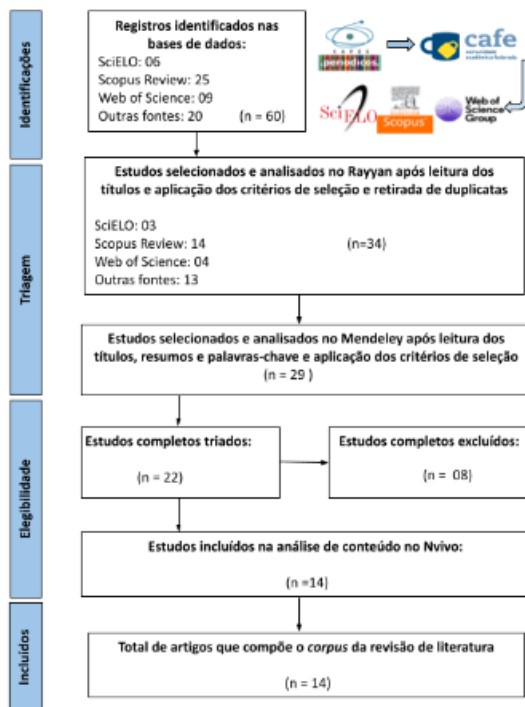 Identificações
Registros identificados nas
bases de dados:
SciELO: 06
Scopus Review: 25
Web of Science: 09
Outras fontes: 20 (n = 60)
periodicos.
cafe
SciELO
Scopus
Web of
Science
Group
Triagem
Estudos selecionados e analisados no Rayyan após leitura dos
títulos e aplicação dos critérios de seleção e retirada de duplicatas
SciELO: 03
Scopus Review: 14
Web of Science: 04
Outras fontes: 13
(n=34)
Estudos selecionados e analisados no Mendeley após leitura dos
títulos, resumos e palavras-chave e aplicação dos critérios de seleção
(n = 29 )
Elegibilidade
Estudos completos triados:
(n = 22)
Estudos completos excluídos:
(n = 08)
Estudos incluídos na análise de conteúdo no Nvivo:
(n =14)
Incluídos
Total de artigos que compõe o corpus da revisão de literatura
(n = 14)